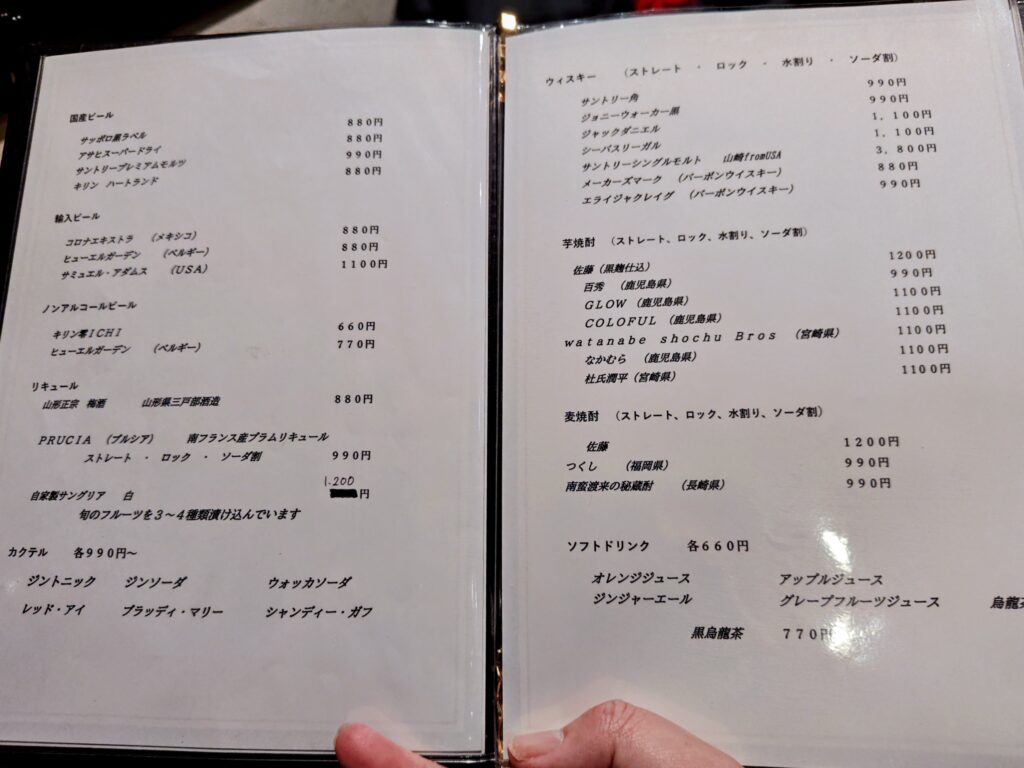 国産ビール
サッポロ黒ラベル 880円
アサヒスーパードライ 880円
サントリープレミアムモルツ 990円
キリン ハートランド 880円
輸入ビール
コロナエキストラ (メキシコ) 880円
ヒューエルガーデン (ベルギー) 880円
サミュエル・アダムス (USA) 1100円
ノンアルコールビール
キリン零ICHI 660円
ヒューエルガーデン (ベルギー) 770円
リキュール
山形正宗 梅酒 山形県三戸部酒造 880円
PRUCIA (プルシア) 南フランス産プラムリキュール
ストレート ・ ロック ・ ソーダ割 990円
自家製サングリア 白 1.200円
旬のフルーツを3~4種類漬け込んでいます
カクテル 各990円~
ジントニック ジンソーダ ウォッカソーダ
レッド・アイ ブラッディ・マリー シャンディー・ガフ
ウィスキー (ストレート ・ ロック ・ 水割り ・ ソーダ割)
サントリー角 990円
ジョニーウォーカー黒 990円
ジャックダニエル 1,100円
シーバスリーガル 1,100円
サントリーシングルモルト 山崎fromUSA 3,800円
メーカーズマーク (バーボンウイスキー) 880円
エライジャクレイグ (バーボンウイスキー) 990円
芋焼酎 (ストレート、ロック、水割り、ソーダ割)
佐藤(黒麹仕込) 1200円
百秀 (鹿児島県) 990円
GLOW (鹿児島県) 1100円
COLOFUL (鹿児島県) 1100円
watanabe shochu Bros (宮崎県) 1100円
なかむら (鹿児島県) 1100円
杜氏潤平(宮崎県) 1100円
麦焼酎 (ストレート、ロック、水割り、ソーダ割)
佐藤 1200円
つくし (福岡県) 990円
南蛮渡来の秘蔵酎 (長崎県) 990円
ソフトドリンク 各660円
オレンジジュース アップルジュース
ジンジャーエール グレープフルーツジュース 烏龍茶
黒烏龍茶 770円